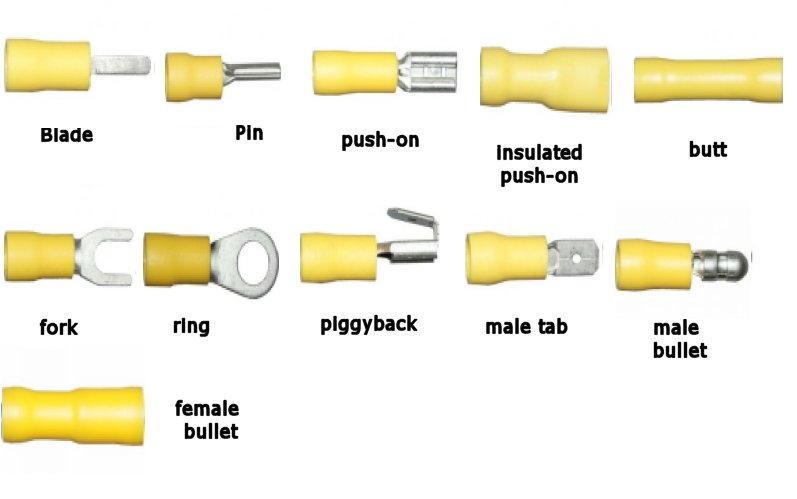 Blade
Pin
push-on
insulated
push-on
butt
fork
ring
piggyback
male tab
male
bullet
female
bullet